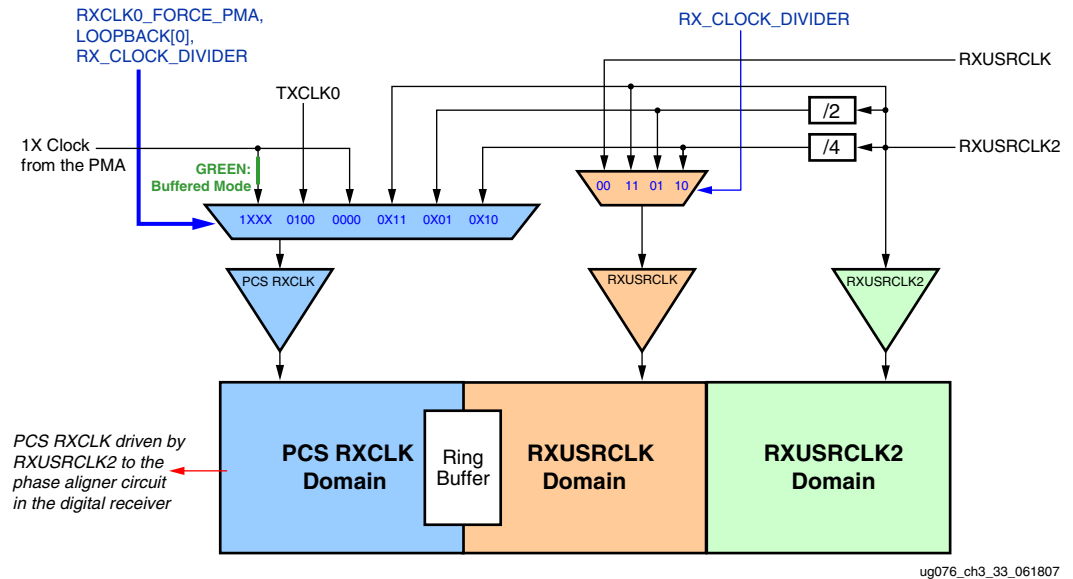 RXCLK0_FORCE_PMA,
LOOPBACK[0],
RX_CLOCK_DIVIDER
RX_CLOCK_DIVIDER
RXUSRCLK
TXCLK0
/2
1X Clock
from the PMA
/4
RXUSRCLK2
GREEN:
Buffered Mode
00 11 01 10
1XXX 0100 0000 0X11 0X01 0X10
PCS RXCLK
RXUSRCLK
RXUSRCLK2
PCS RXCLK driven by
RXUSRCLK2 to the
phase aligner circuit
in the digital receiver
PCS RXCLK
Domain
Ring
Buffer
RXUSRCLK
Domain
RXUSRCLK2
Domain
ug076_ch3_33_061807